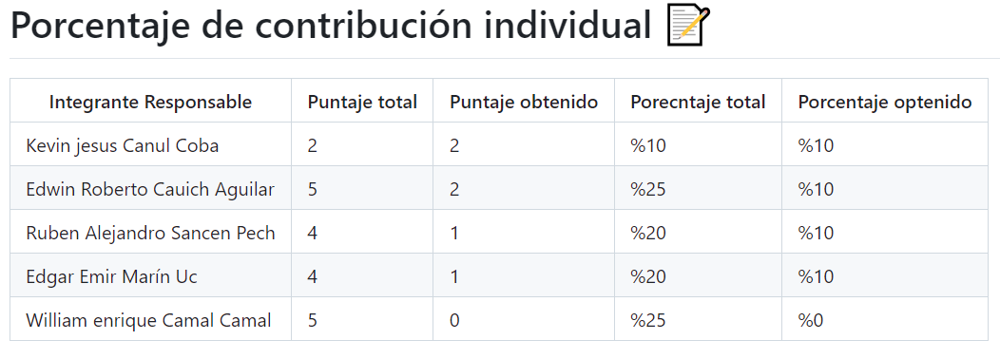 Porcentaje de contribución individual 📝
Integrante Responsable Puntaje total Puntaje obtenido Porecntaje total Porcentaje optenido
Kevin jesus Canul Coba 2 2 %10 %10
Edwin Roberto Cauich Aguilar 5 2 %25 %10
Ruben Alejandro Sancen Pech 4 1 %20 %10
Edgar Emir Marín Uc 4 1 %20 %10
William enrique Camal Camal 5 0 %25 %0